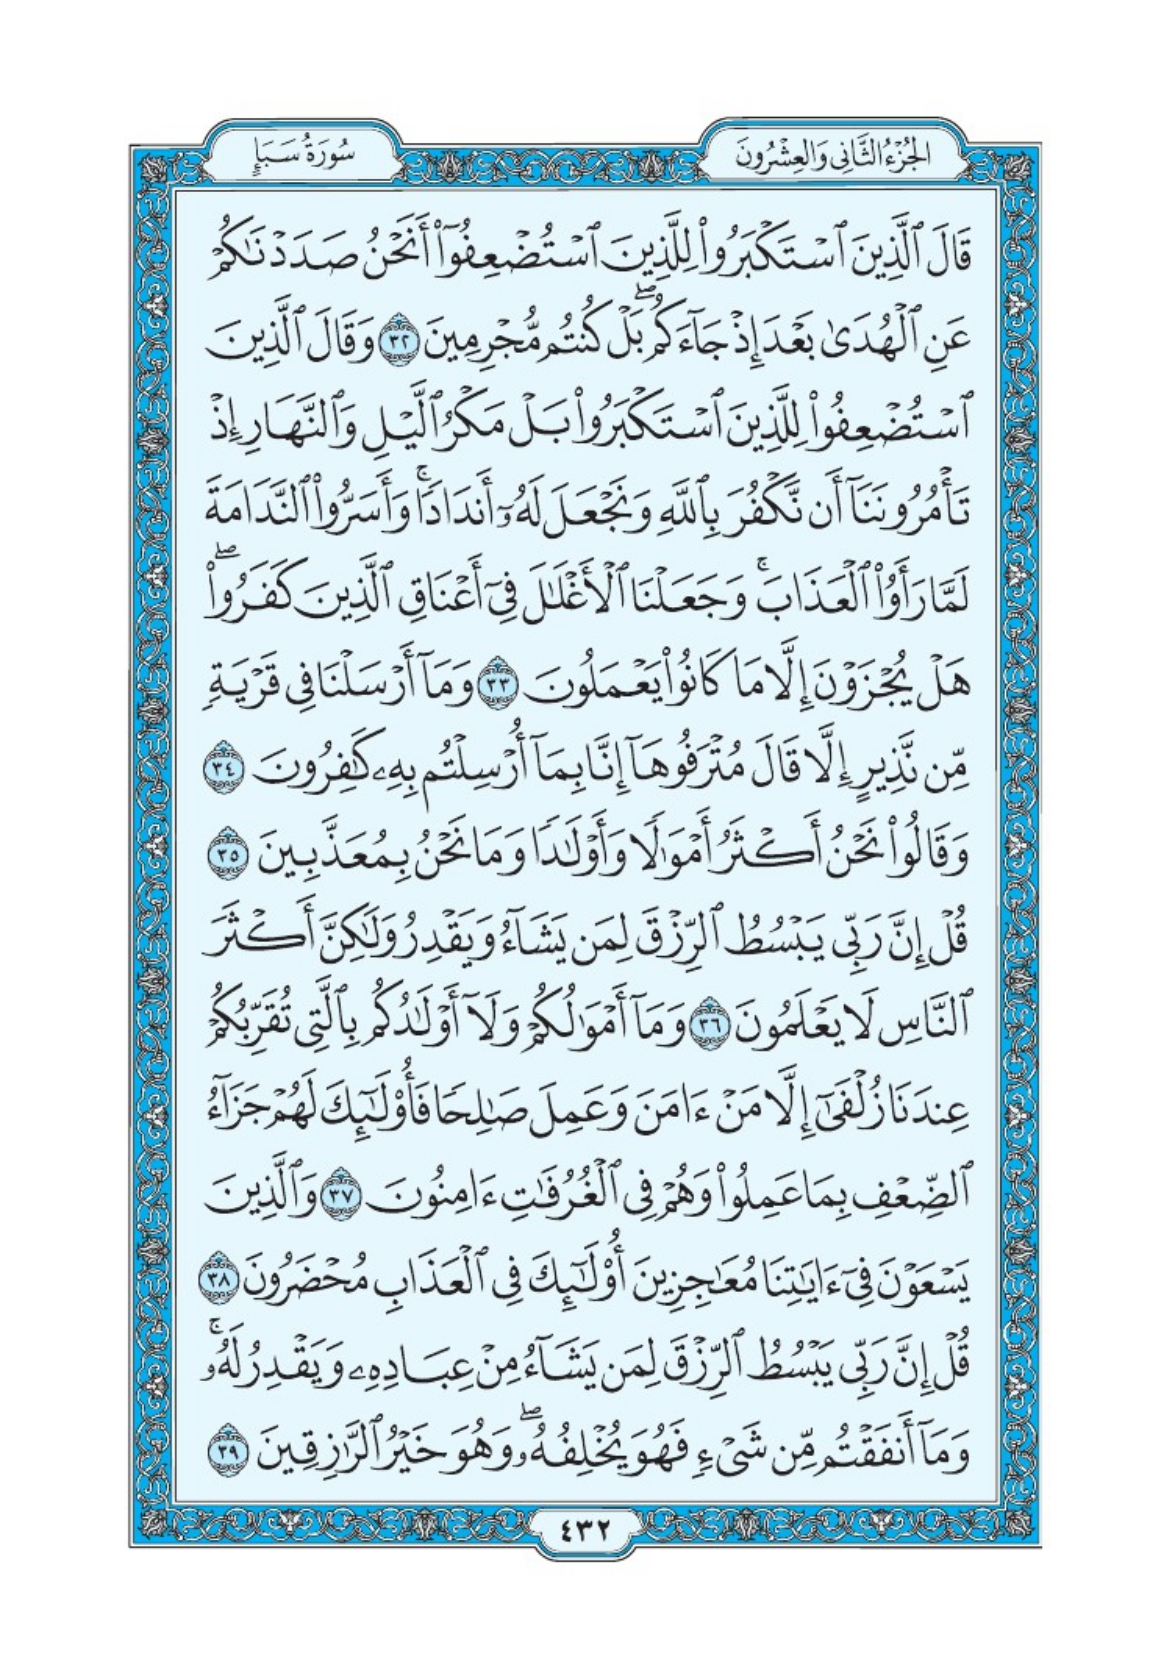 الجُزْءُ الثَّانِي وَالعِشْرُونَ
سُورَةُ سَبَإٍ
قَالَ ٱلَّذِينَ ٱسْتَكْبَرُوا۟ لِلَّذِينَ ٱسْتُضْعِفُوٓا۟ أَنَحْنُ صَدَدْنَٰكُمْ
عَنِ ٱلْهُدَىٰ بَعْدَ إِذْ جَآءَكُم ۖ بَلْ كُنتُم مُّجْرِمِينَ ٣٢ وَقَالَ ٱلَّذِينَ
ٱسْتُضْعِفُوا۟ لِلَّذِينَ ٱسْتَكْبَرُوا۟ بَلْ مَكْرُ ٱلَّيْلِ وَٱلنَّهَارِ إِذْ
تَأْمُرُونَنَآ أَن نَّكْفُرَ بِٱللَّهِ وَنَجْعَلَ لَهُۥٓ أَندَادًا ۚ وَأَسَرُّوا۟ ٱلنَّدَامَةَ
لَمَّا رَأَوُا۟ ٱلْعَذَابَ ۚ وَجَعَلْنَا ٱلْأَغْلَٰلَ فِىٓ أَعْنَاقِ ٱلَّذِينَ كَفَرُوا۟ ۖ
هَلْ يُجْزَوْنَ إِلَّا مَا كَانُوا۟ يَعْمَلُونَ ٣٣ وَمَآ أَرْسَلْنَا فِى قَرْيَةٍ
مِّن نَّذِيرٍ إِلَّا قَالَ مُتْرَفُوهَآ إِنَّا بِمَآ أُرْسِلْتُم بِهِۦ كَٰفِرُونَ ٣٤
وَقَالُوا۟ نَحْنُ أَكْثَرُ أَمْوَٰلًا وَأَوْلَٰدًا وَمَا نَحْنُ بِمُعَذَّبِينَ ٣٥
قُلْ إِنَّ رَبِّى يَبْسُطُ ٱلرِّزْقَ لِمَن يَشَآءُ وَيَقْدِرُ وَلَٰكِنَّ أَكْثَرَ
ٱلنَّاسِ لَا يَعْلَمُونَ ٣٦ وَمَآ أَمْوَٰلُكُمْ وَلَآ أَوْلَٰدُكُم بِٱلَّتِى تُقَرِّبُكُمْ
عِندَنَا زُلْفَىٰٓ إِلَّا مَنْ ءَامَنَ وَعَمِلَ صَٰلِحًا فَأُو۟لَٰٓئِكَ لَهُمْ جَزَآءُ
ٱلضِّعْفِ بِمَا عَمِلُوا۟ وَهُمْ فِى ٱلْغُرُفَٰتِ ءَامِنُونَ ٣٧ وَٱلَّذِينَ
يَسْعَوْنَ فِىٓ ءَايَٰتِنَا مُعَٰجِزِينَ أُو۟لَٰٓئِكَ فِى ٱلْعَذَابِ مُحْضَرُونَ ٣٨
قُلْ إِنَّ رَبِّى يَبْسُطُ ٱلرِّزْقَ لِمَن يَشَآءُ مِنْ عِبَادِهِۦ وَيَقْدِرُ لَهُۥ ۚ
وَمَآ أَنفَقْتُم مِّن شَىْءٍ فَهُوَ يُخْلِفُهُۥ ۖ وَهُوَ خَيْرُ ٱلرَّٰزِقِينَ ٣٩
٤٣٢